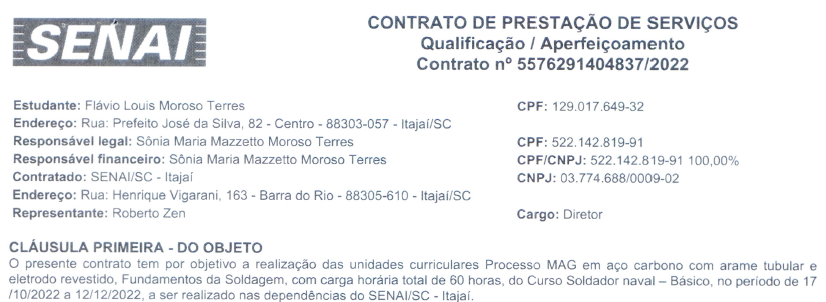 SENAI
CONTRATO DE PRESTAÇÃO DE SERVIÇOS
Qualificação / Aperfeiçoamento
Contrato nº 5576291404837/2022
Estudante: Flávio Louis Moroso Terres CPF: 129.017.649-32
Endereço: Rua: Prefeito José da Silva, 82 - Centro - 88303-057 - Itajaí/SC
Responsável legal: Sônia Maria Mazzetto Moroso Terres CPF: 522.142.819-91
Responsável financeiro: Sônia Maria Mazzetto Moroso Terres CPF/CNPJ: 522.142.819-91 100,00%
Contratado: SENAI/SC - Itajaí CNPJ: 03.774.688/0009-02
Endereço: Rua: Henrique Vigarani, 163 - Barra do Rio - 88305-610 - Itajaí/SC
Representante: Roberto Zen Cargo: Diretor
CLÁUSULA PRIMEIRA - DO OBJETO
O presente contrato tem por objetivo a realização das unidades curriculares Processo MAG em aço carbono com arame tubular e
eletrodo revestido, Fundamentos da Soldagem, com carga horária total de 60 horas, do Curso Soldador naval – Básico, no período de 17
/10/2022 a 12/12/2022, a ser realizado nas dependências do SENAI/SC - Itajaí.